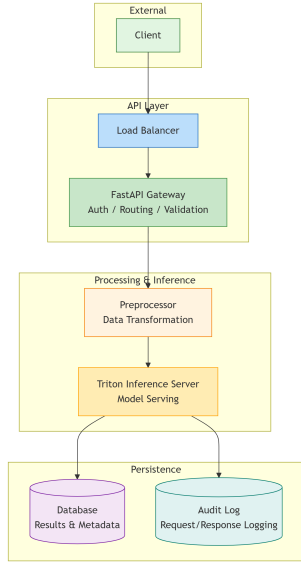 External
Client
API Layer
Load Balancer
FastAPI Gateway
Auth / Routing / Validation
Processing & Inference
Preprocessor
Data Transformation
Triton Inference Server
Model Serving
Persistence
Database
Results & Metadata
Audit Log
Request/Response Logging